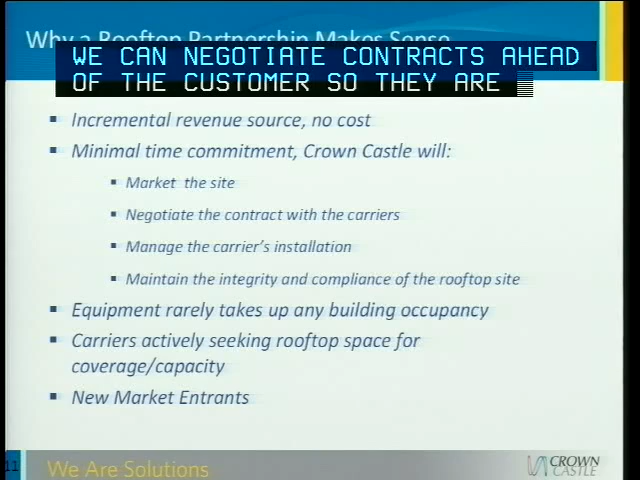 Why a Rooftop Partnership Makes Sense
WE CAN NEGOTIATE CONTRACTS AHEAD
OF THE CUSTOMER SO THEY ARE
▪ Incremental revenue source, no cost
▪ Minimal time commitment, Crown Castle will:
▪ Market the site
▪ Negotiate the contract with the carriers
▪ Manage the carrier's installation
▪ Maintain the integrity and compliance of the rooftop site
▪ Equipment rarely takes up any building occupancy
▪ Carriers actively seeking rooftop space for
coverage/capacity
▪ New Market Entrants
11
We Are Solutions
CROWN
CASTLE